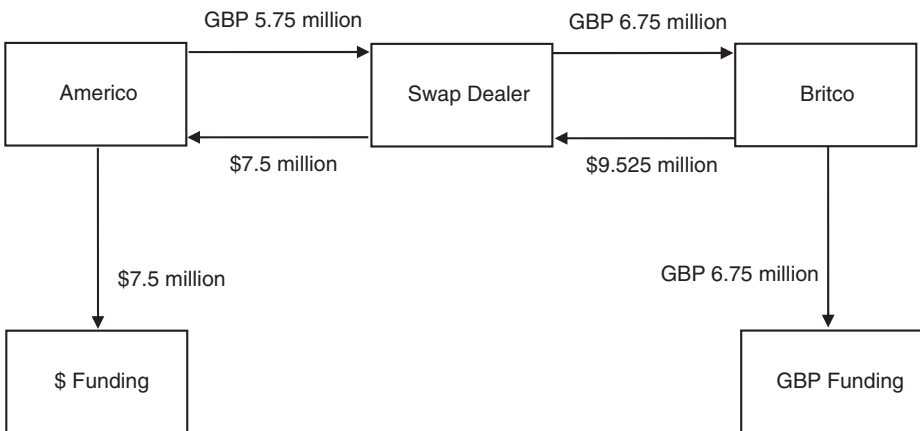 GBP 5.75 million
GBP 6.75 million
Americo
Swap Dealer
Britco
$7.5 million
$9.525 million
$7.5 million
GBP 6.75 million
$ Funding
GBP Funding